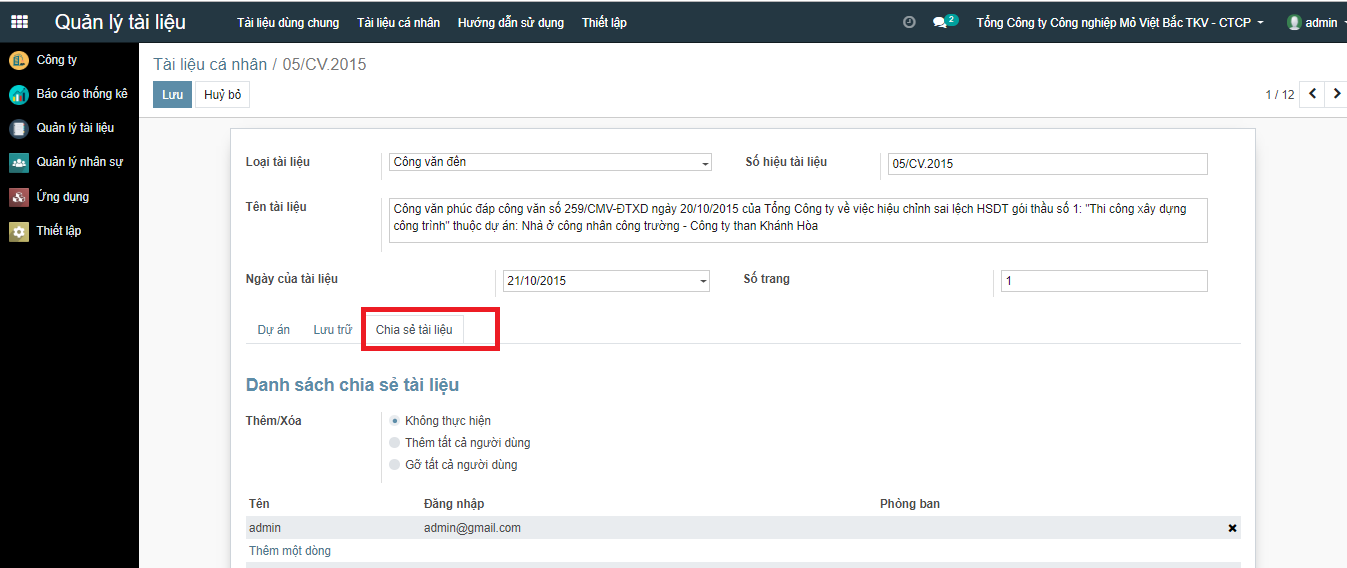 Quản lý tài liệu Tài liệu dùng chung Tài liệu cá nhân Hướng dẫn sử dụng Thiết lập 2 Tổng Công ty Công nghiệp Mỏ Việt Bắc TKV - CTCP admin
Công ty
Báo cáo thống kê
Quản lý tài liệu
Quản lý nhân sự
Ứng dụng
Thiết lập
Tài liệu cá nhân / 05/CV.2015
Lưu Huỷ bỏ 1 / 12
Loại tài liệu Công văn đến Số hiệu tài liệu 05/CV.2015
Tên tài liệu Công văn phúc đáp công văn số 259/CMV-ĐTXD ngày 20/10/2015 của Tổng Công ty về việc hiệu chỉnh sai lệch HSDT gói thầu số 1: "Thi công xây dựng
công trình" thuộc dự án: Nhà ở công nhân công trường - Công ty than Khánh Hòa
Ngày của tài liệu 21/10/2015 Số trang 1
Dự án Lưu trữ Chia sẻ tài liệu
Danh sách chia sẻ tài liệu
Thêm/Xóa Không thực hiện
Thêm tất cả người dùng
Gỡ tất cả người dùng
Tên Đăng nhập Phòng ban
admin admin@gmail.com
Thêm một dòng